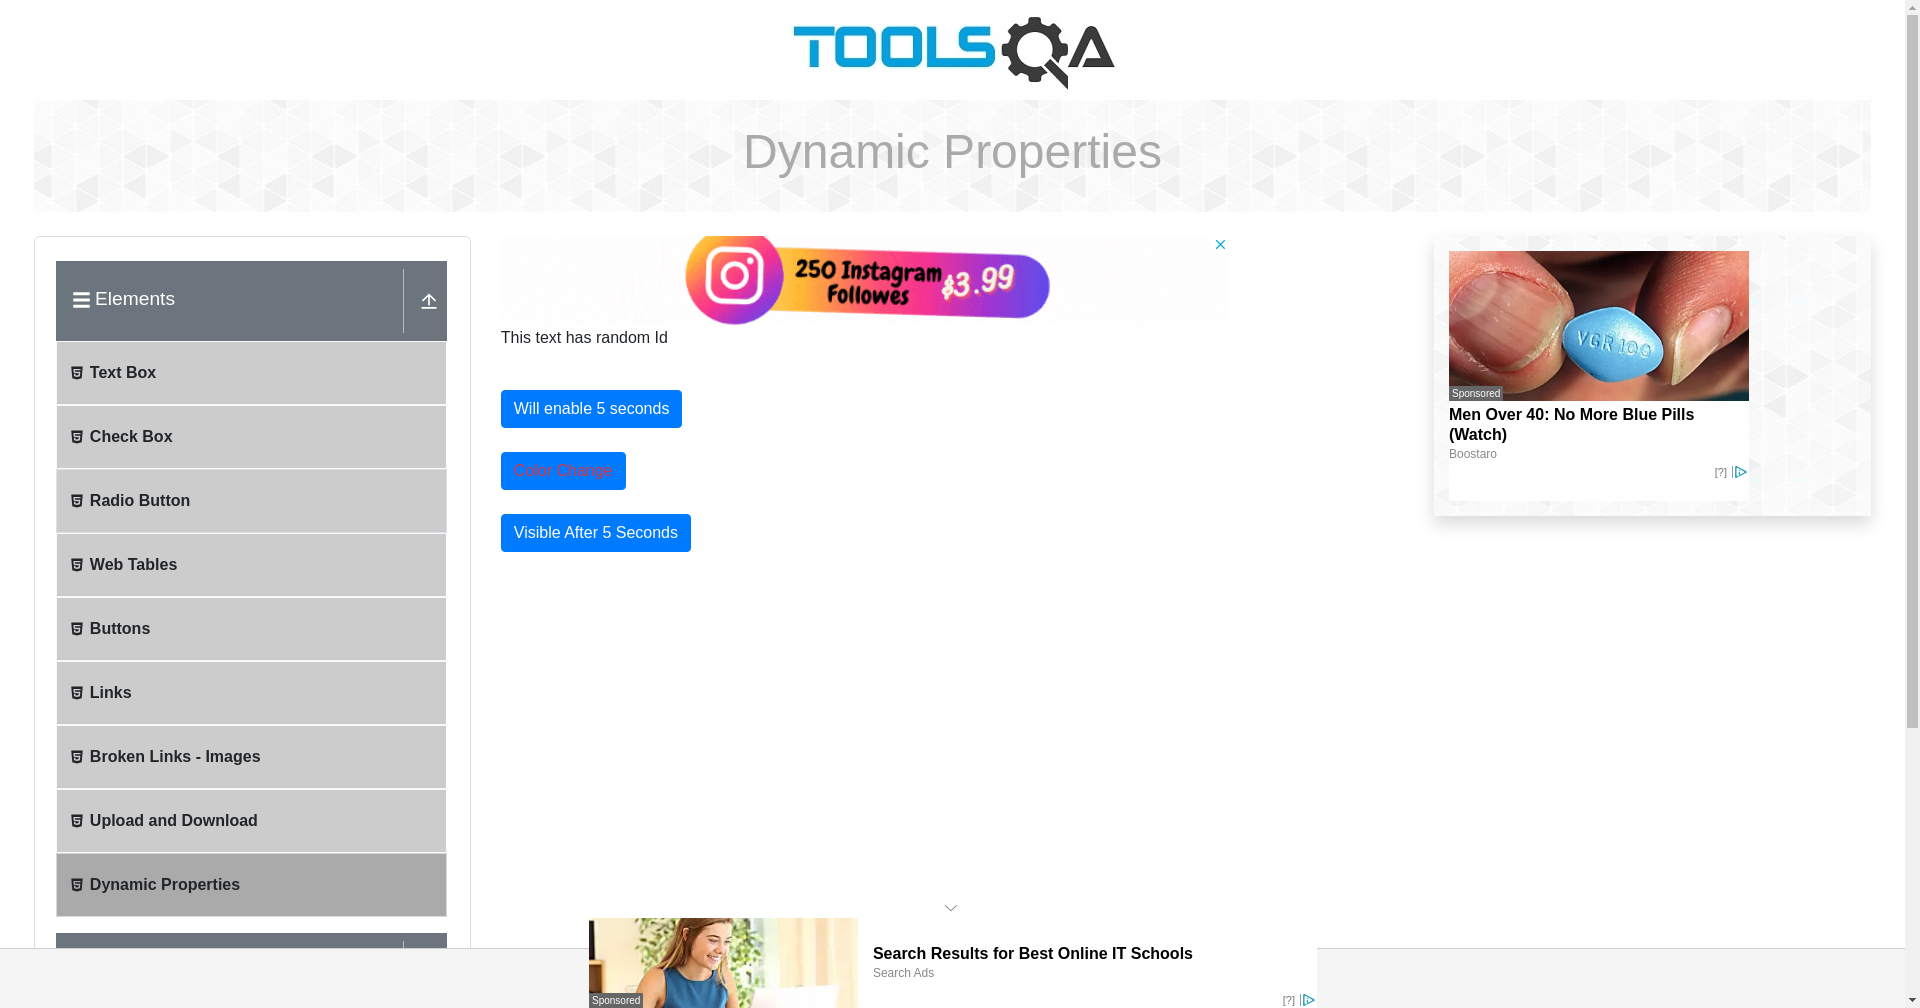 TOOLSQA
Dynamic Properties
Elements
Text Box
Check Box
Radio Button
Web Tables
Buttons
Links
Broken Links - Images
Upload and Download
Dynamic Properties
250 Instagram
Followes
$3.99
This text has random Id
Will enable 5 seconds
Color Change
Visible After 5 Seconds
VGR 100
Sponsored
Men Over 40: No More Blue Pills
(Watch)
Boostaro
[?]
Search Results for Best Online IT Schools
Search Ads
Sponsored
[?]